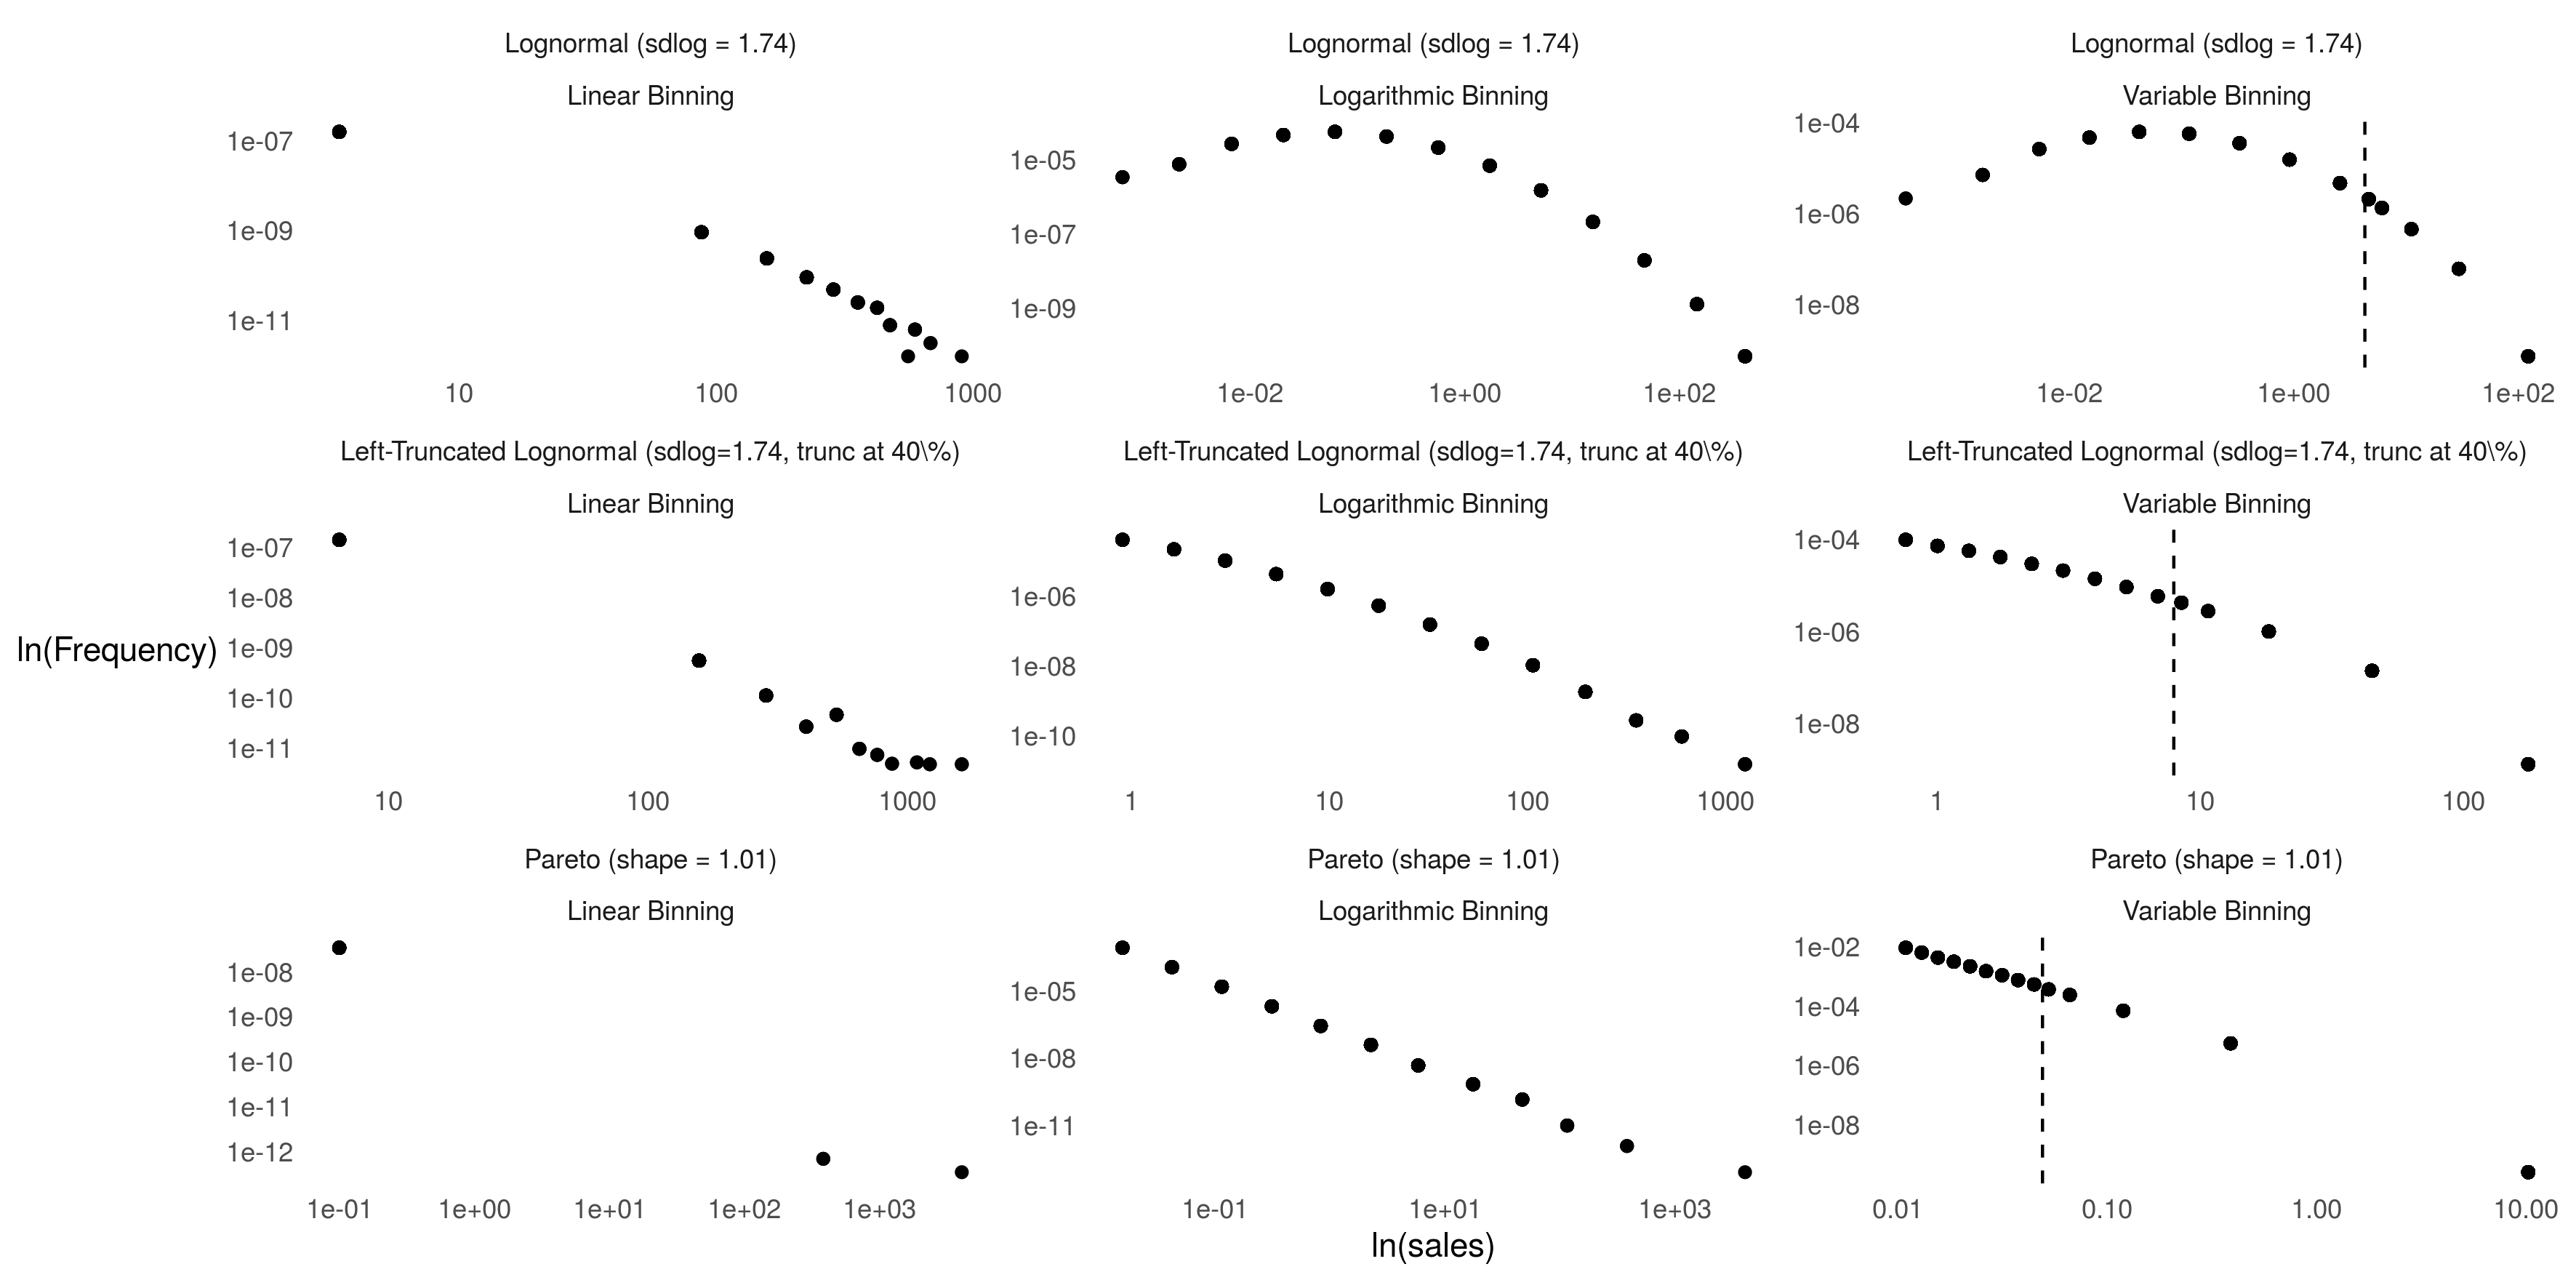 Lognormal (sdlog = 1.74)
Linear Binning
1e-07
1e-09
1e-11
10 100 1000
Lognormal (sdlog = 1.74)
Logarithmic Binning
1e-05
1e-07
1e-09
1e-02 1e+00 1e+02
Lognormal (sdlog = 1.74)
Variable Binning
1e-04
1e-06
1e-08
1e-02 1e+00 1e+02
Left-Truncated Lognormal (sdlog=1.74, trunc at 40\%)
Linear Binning
1e-07
1e-08
1e-09
1e-10
1e-11
10 100 1000
Left-Truncated Lognormal (sdlog=1.74, trunc at 40\%)
Logarithmic Binning
1e-06
1e-08
1e-10
1 10 100 1000
Left-Truncated Lognormal (sdlog=1.74, trunc at 40\%)
Variable Binning
1e-04
1e-06
1e-08
1 10 100
ln(Frequency)
Pareto (shape = 1.01)
Linear Binning
1e-08
1e-09
1e-10
1e-11
1e-12
1e-01 1e+00 1e+01 1e+02 1e+03
Pareto (shape = 1.01)
Logarithmic Binning
1e-05
1e-08
1e-11
1e-01 1e+01 1e+03
Pareto (shape = 1.01)
Variable Binning
1e-02
1e-04
1e-06
1e-08
0.01 0.10 1.00 10.00
ln(sales)